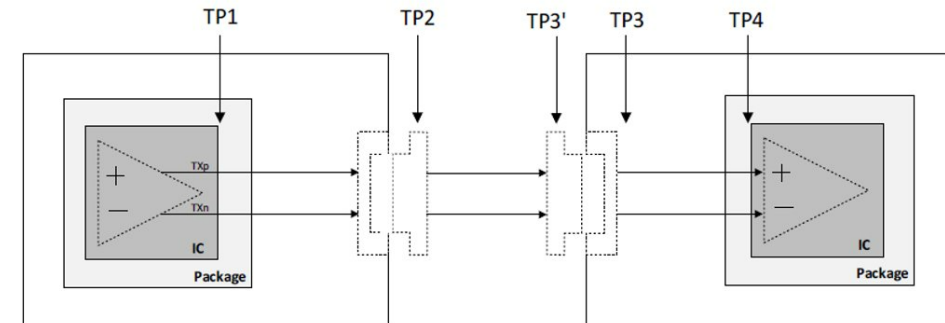 TP1
TP2
TP3'
TP3
TP4
TXp
+
+
−
TXn
−
IC
IC
Package
Package